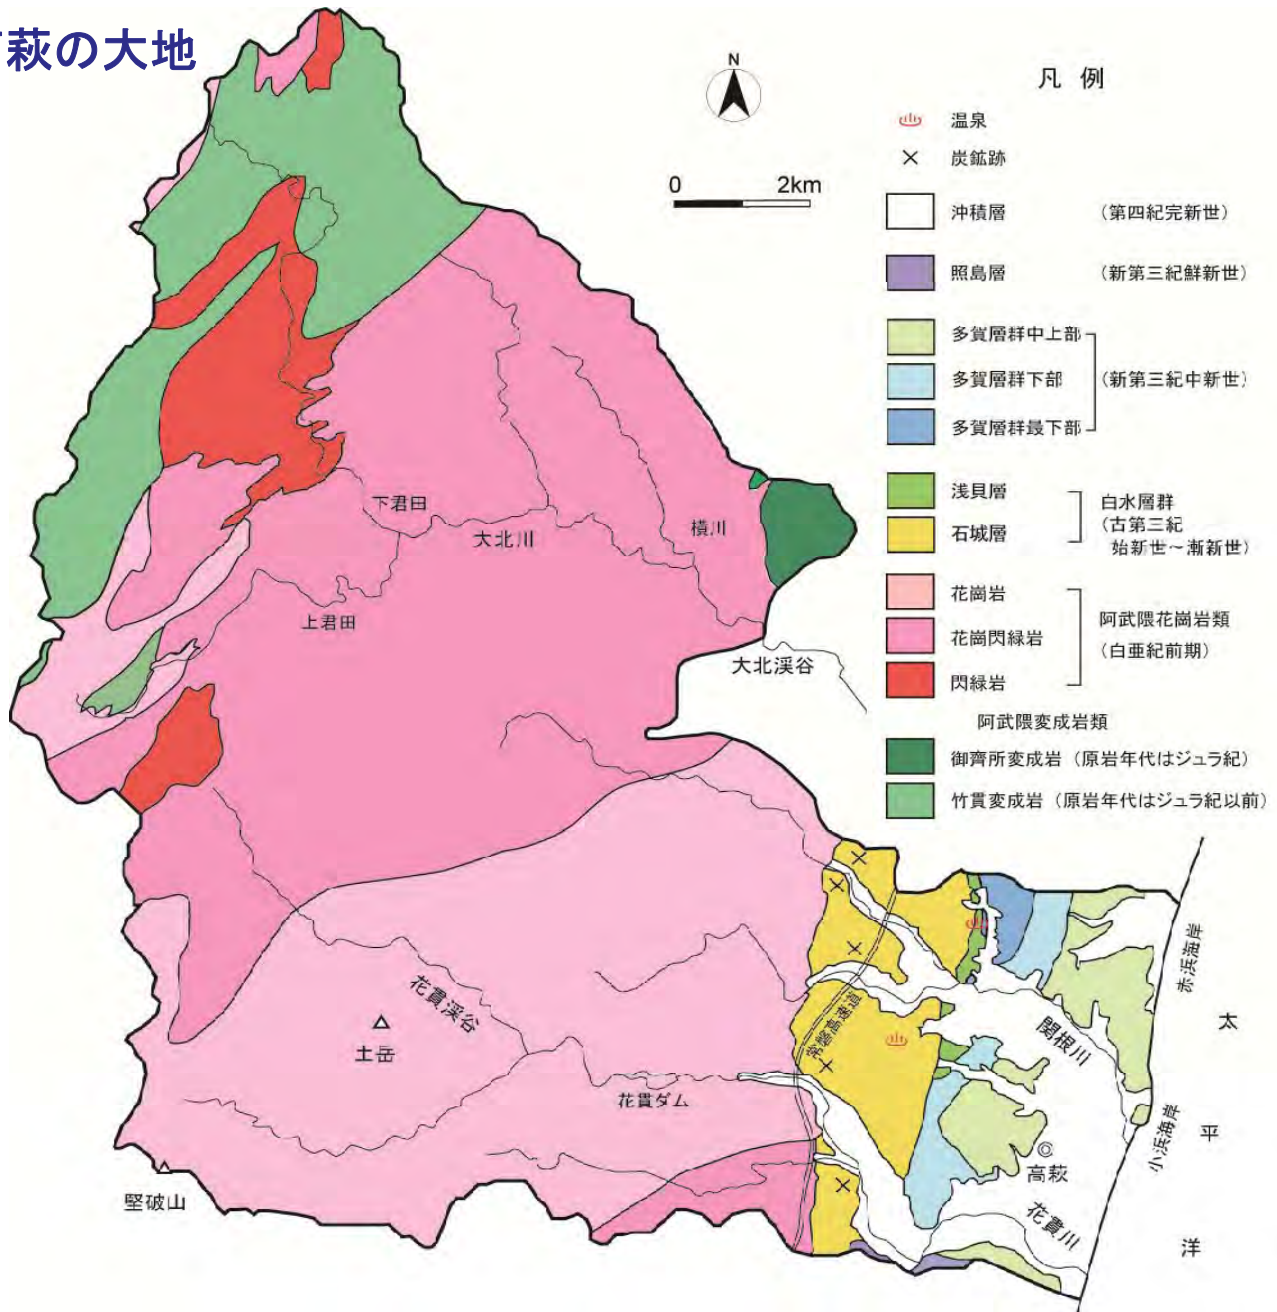 萩の大地
N
0 2km
凡 例
温泉
炭鉱跡
沖積層 (第四紀完新世)
照島層 (新第三紀鮮新世)
多賀層群中上部
多賀層群下部 (新第三紀中新世)
多賀層群最下部
浅貝層
石城層
白水層群
(古第三紀
始新世~漸新世)
花崗岩
花崗閃緑岩
閃緑岩
阿武隈花崗岩類
(白亜紀前期)
阿武隈変成岩類
御齊所変成岩 (原岩年代はジュラ紀)
竹貫変成岩 (原岩年代はジュラ紀以前)
下君田
大北川
横川
上君田
大北渓谷
花貫渓谷
土岳
花貫ダム
竪破山
常磐高速道
関根川
赤浜海岸
小浜海岸
高萩
花貫川
太
平
洋